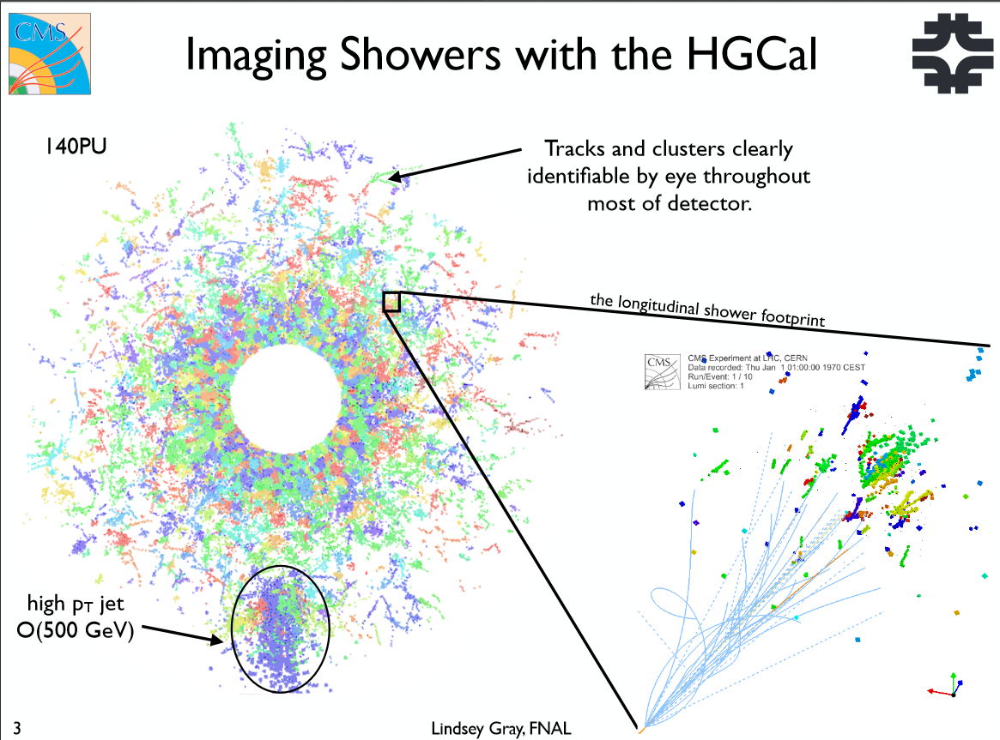 CMS
Imaging Showers with the HGCal
140PU
Tracks and clusters clearly
identifiable by eye throughout
most of detector.
the longitudinal shower footprint
CMS
CMS Experiment at LHC, CERN
Data recorded: Thu Jan 1 01:00:00 1970 CEST
Run/Event: 1 / 10
Lumi section: 1
high pT jet
O(500 GeV)
3
Lindsey Gray, FNAL